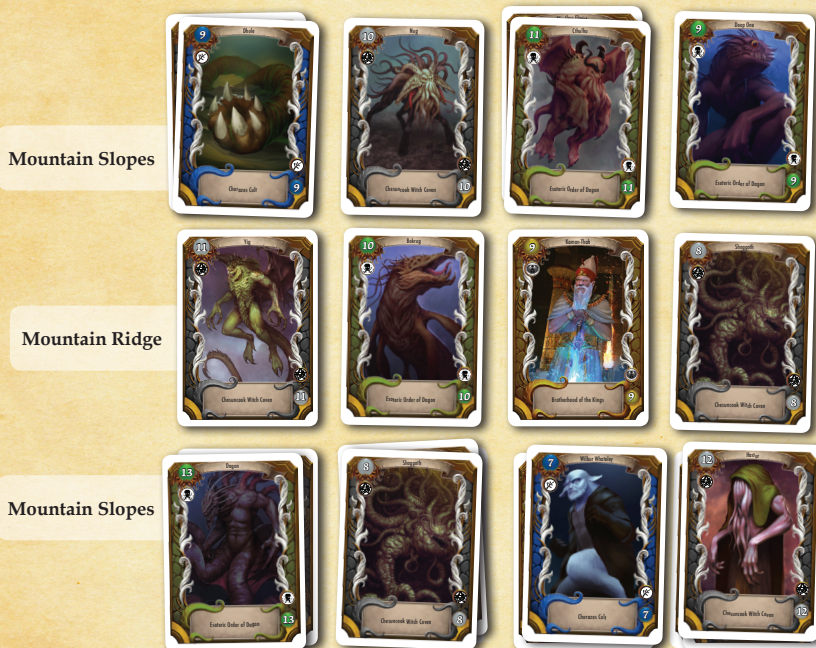 9
Dhole
Charazes Cult
9
10
Nug
Chesuncook Witch Coven
10
11
Cthulhu
Esoteric Order of Dagon
11
9
Deep One
Esoteric Order of Dagon
9
Mountain Slopes
11
Yig
Chesuncook Witch Coven
11
10
Bokrug
Esoteric Order of Dagon
10
9
Kaman-Thah
Brotherhood of the Kings
9
8
Shoggoth
Chesuncook Witch Coven
8
Mountain Ridge
13
Dagon
Esoteric Order of Dagon
13
8
Shoggoth
Chesuncook Witch Coven
8
7
Wilbur Whateley
Charazes Cult
7
12
Chesuncook Witch Coven
12
Mountain Slopes